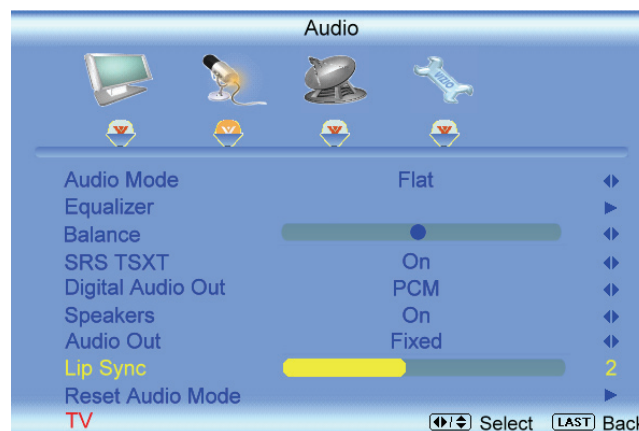 Audio
VIZIO
Audio Mode Flat
Equalizer
Balance
SRS TSXT On
Digital Audio Out PCM
Speakers On
Audio Out Fixed
Lip Sync 2
Reset Audio Mode
TV Select LAST Back